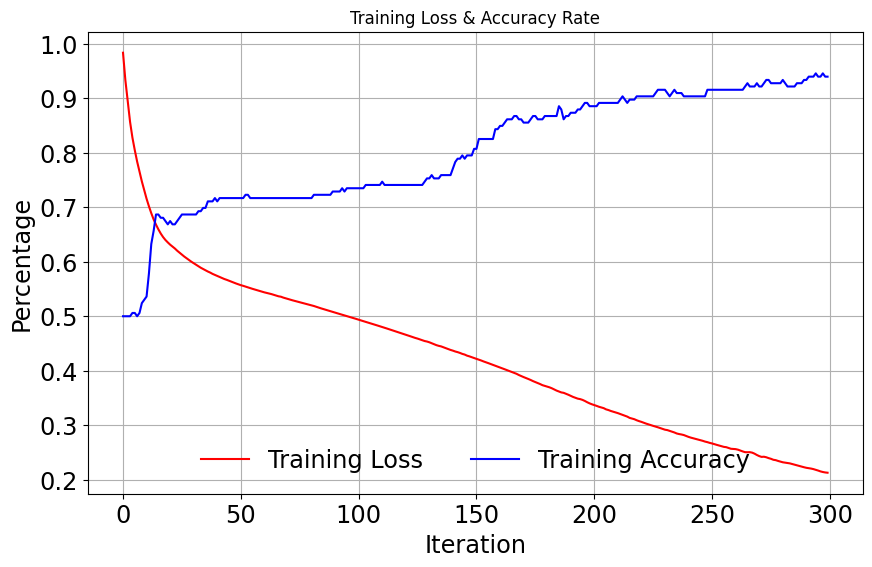 Training Loss & Accuracy Rate
1.0
0.9
0.8
0.7
0.6
0.5
0.4
0.3
0.2
Percentage
Training Loss
Training Accuracy
0 50 100 150 200 250 300
Iteration